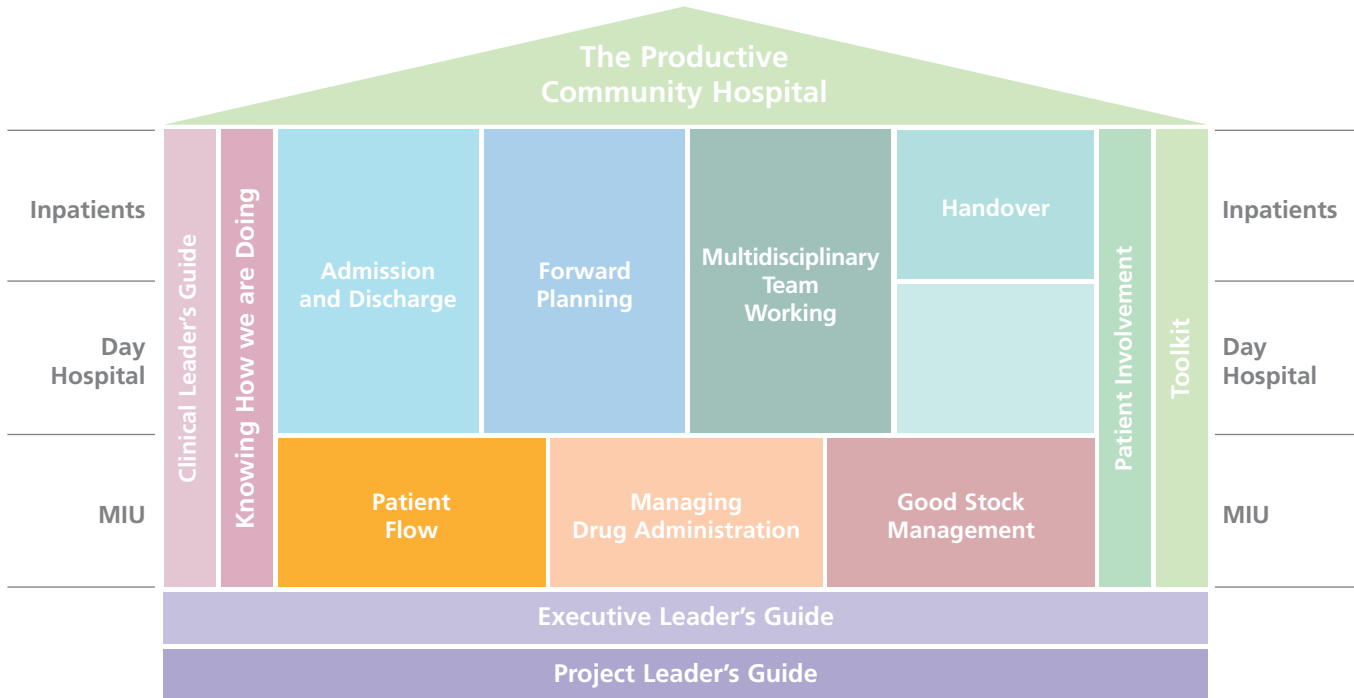 The Productive
Community Hospital
Inpatients
Day
Hospital
MIU
Clinical Leader's Guide
Knowing How we are Doing
Admission
and Discharge
Forward
Planning
Multidisciplinary
Team
Working
Handover
Patient
Flow
Managing
Drug Administration
Good Stock
Management
Patient Involvement
Toolkit
Inpatients
Day
Hospital
MIU
Executive Leader’s Guide
Project Leader’s Guide